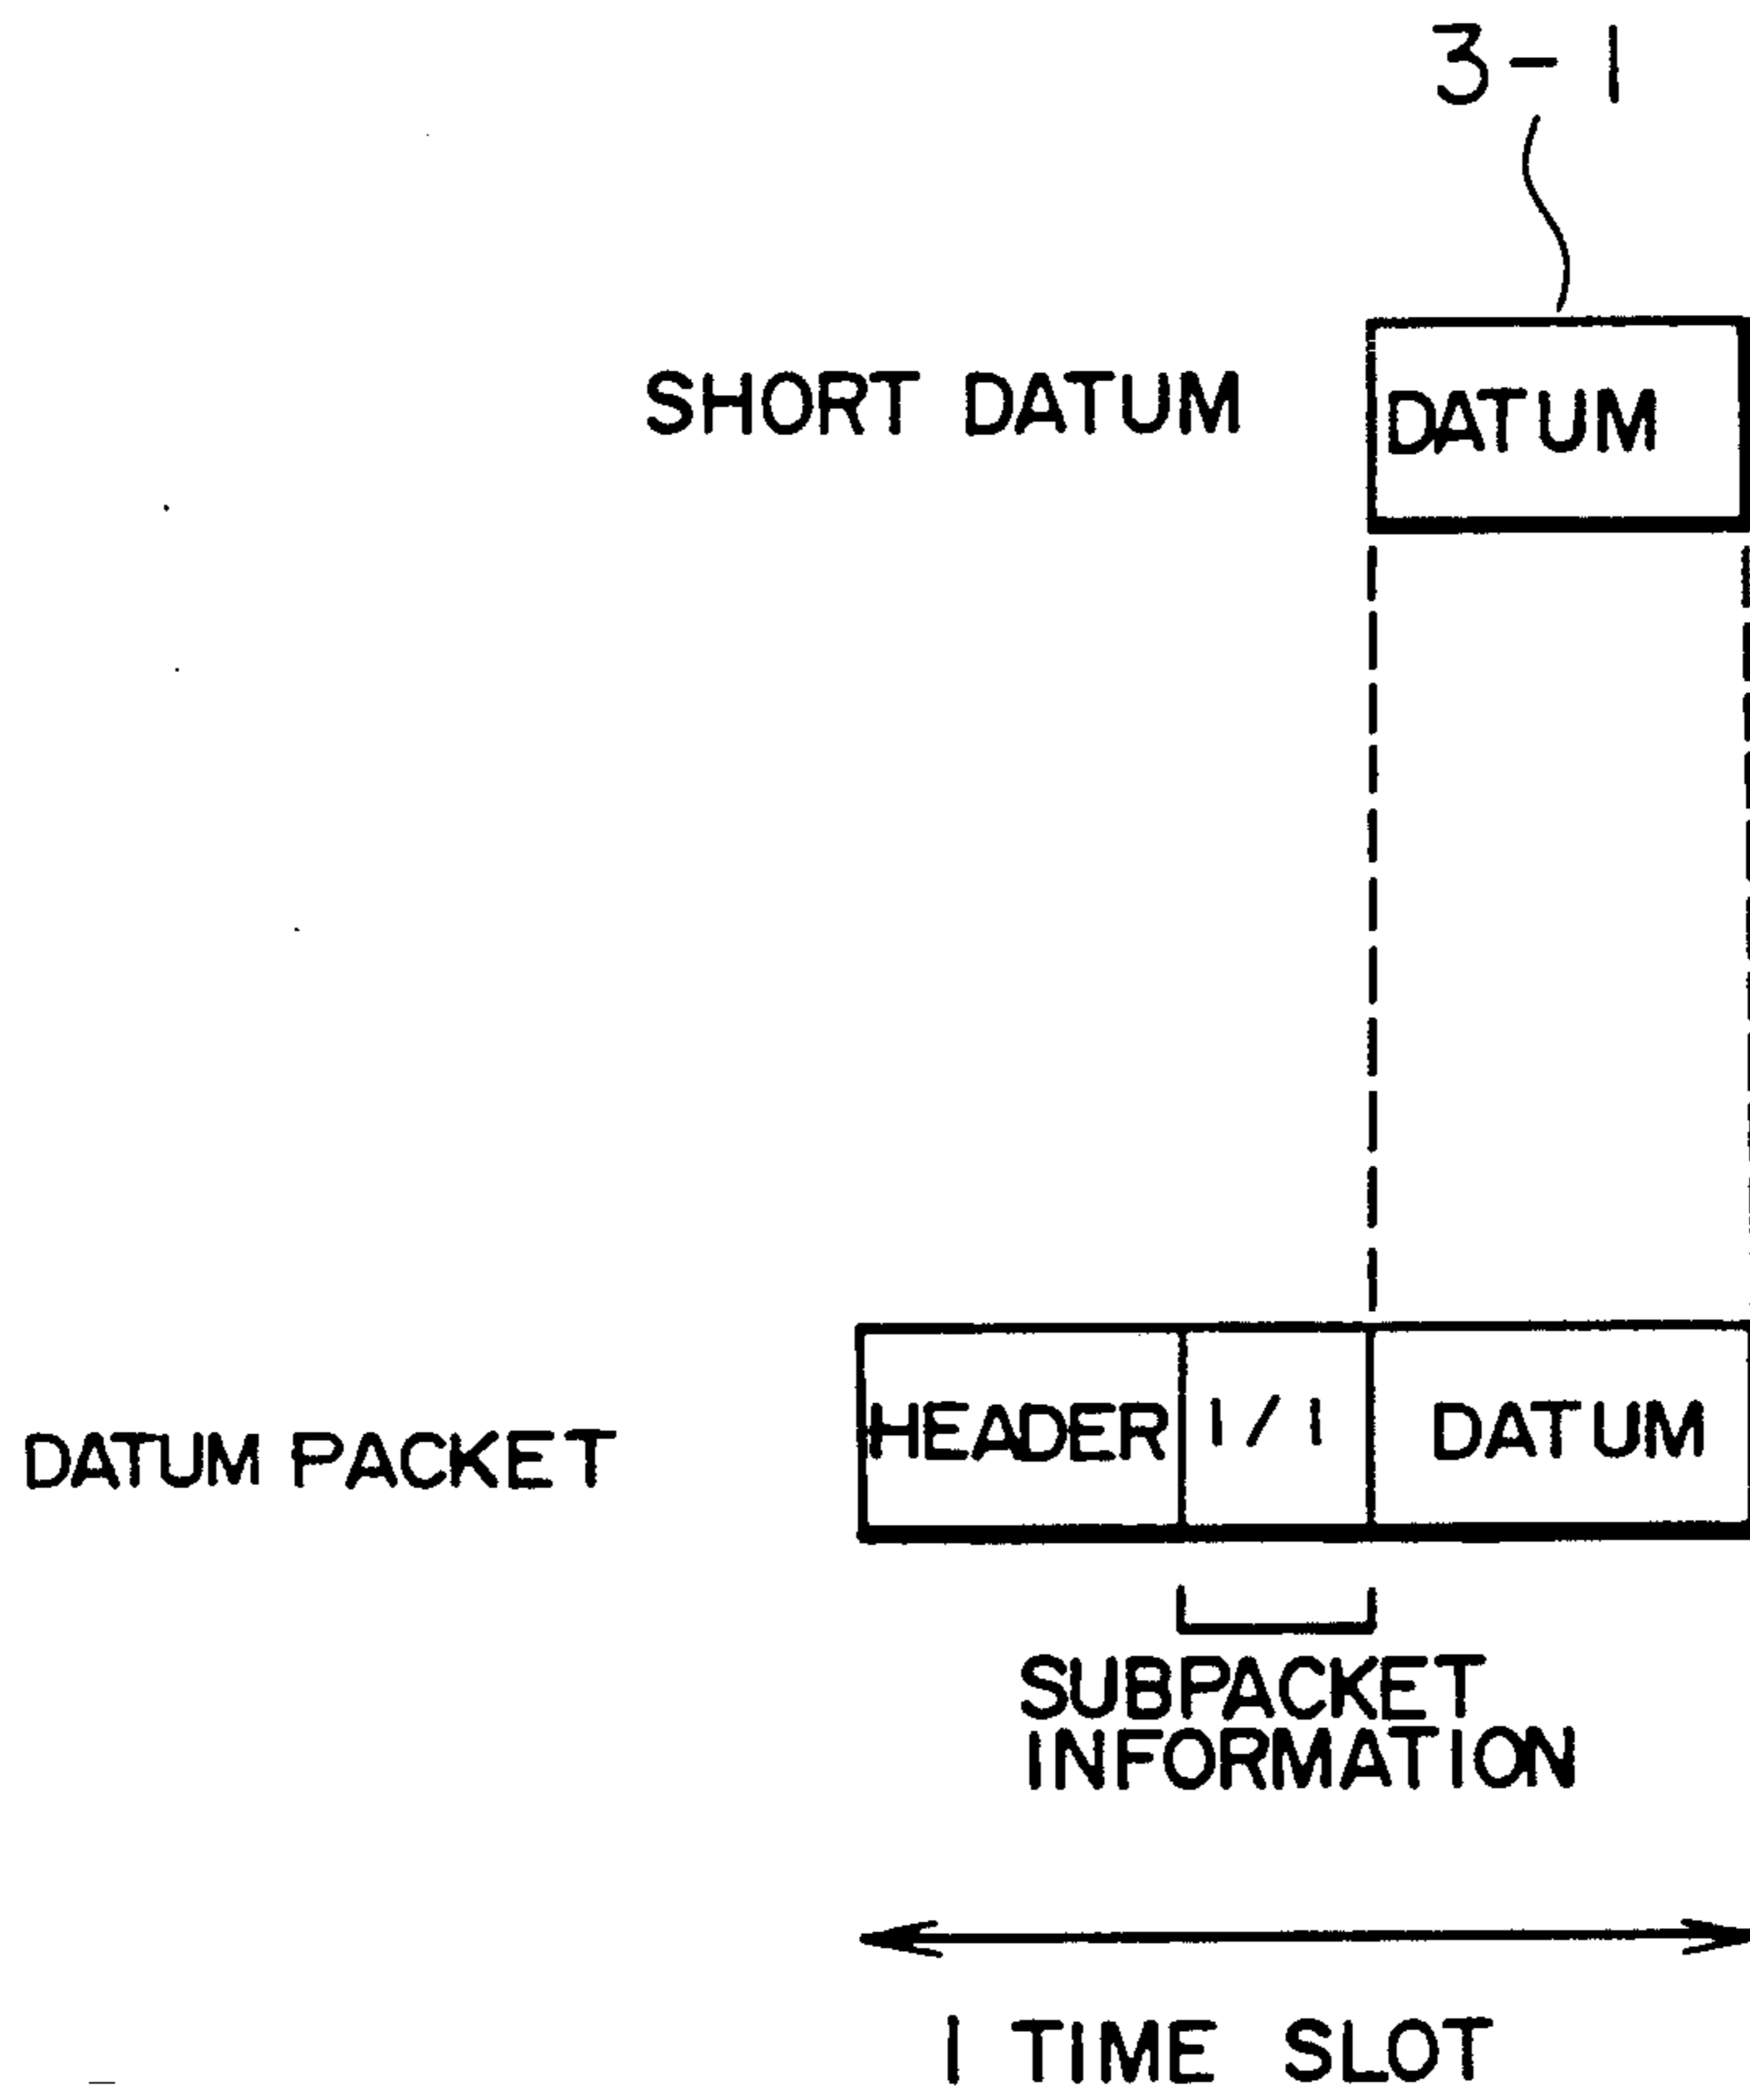 3-1
SHORT DATUM
DATUM
DATUM PACKET
HEADER
1/1
DATUM
SUBPACKET
INFORMATION
1 TIME SLOT